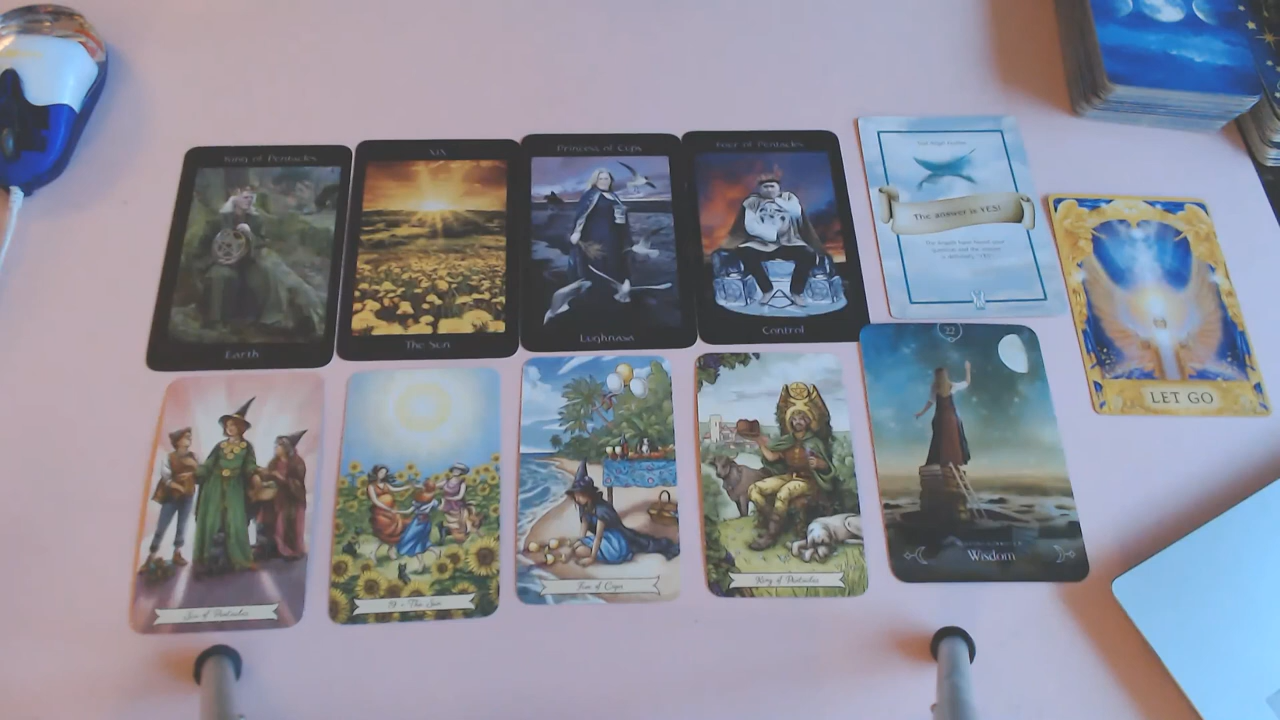 King of Pentacles
Earth
XIX
The Sun
Princess of Cups
Lughnasa
Four of Pentacles
Control
The answer is YES!
LET GO
Six of Pentacles
19 - The Sun
Five of Cups
King of Pentacles
22
Wisdom